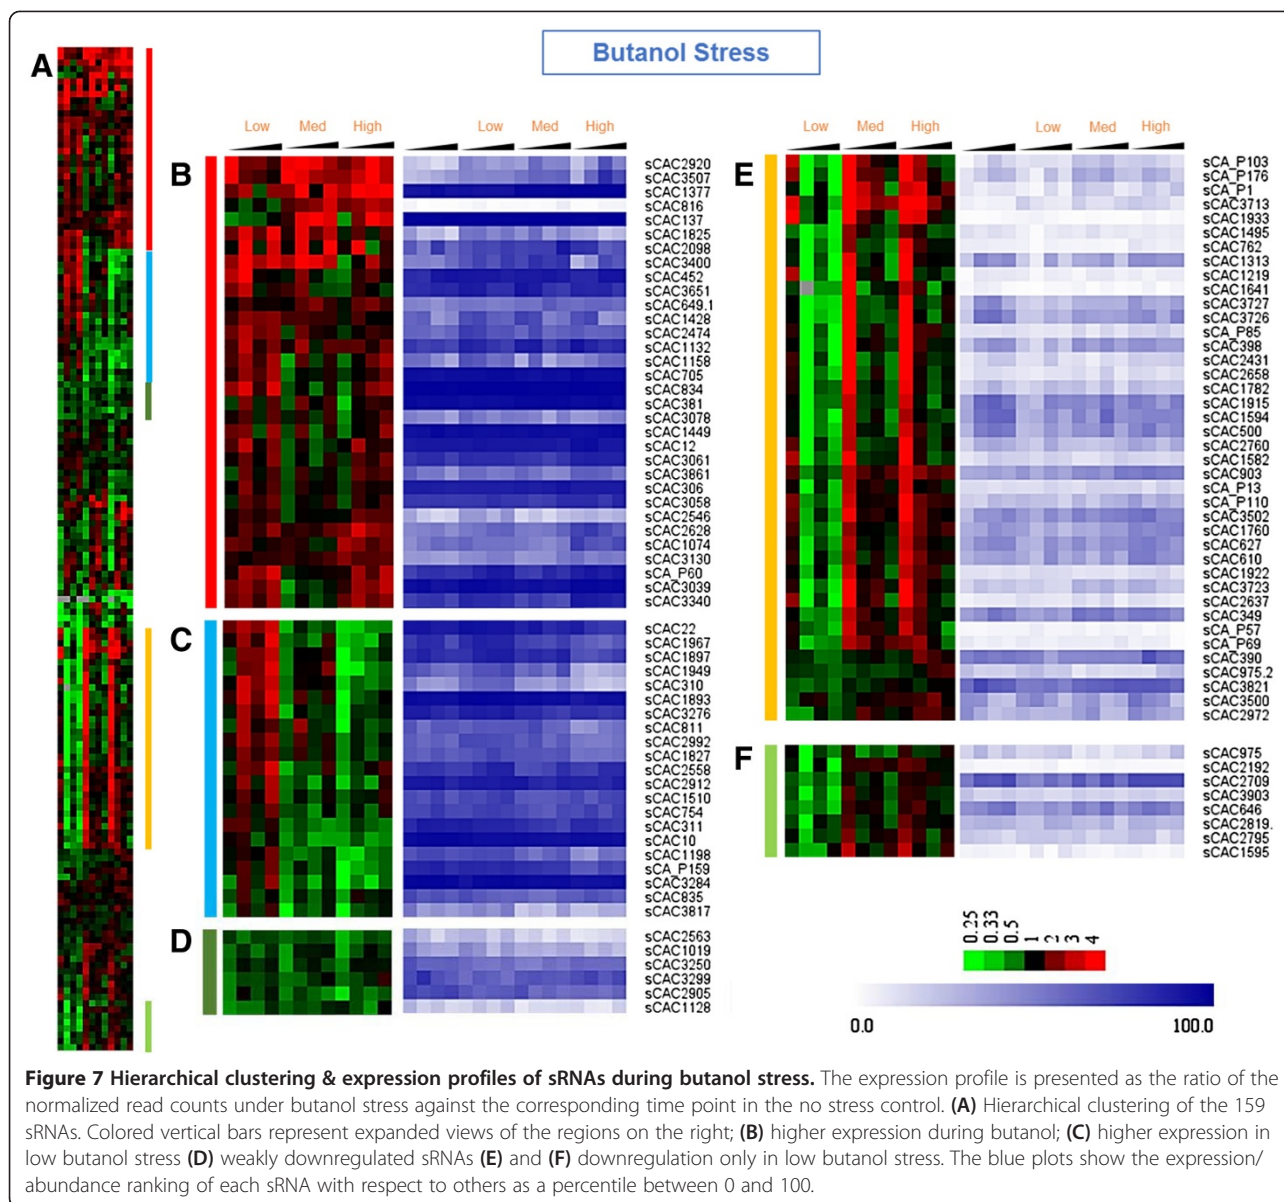 Butanol Stress
A
B
Low Med High
Low Med High
sCAC2920
sCAC3507
sCAC1377
sCAC816
sCAC137
sCAC1825
sCAC2098
sCAC3400
sCAC452
sCAC3651
sCAC649.1
sCAC1428
sCAC2474
sCAC1132
sCAC1158
sCAC705
sCAC834
sCAC381
sCAC3078
sCAC1449
sCAC12
sCAC3061
sCAC3861
sCAC306
sCAC3058
sCAC2546
sCAC2628
sCAC1074
sCAC3130
sCA_P60
sCAC3039
sCAC3340
C
sCAC22
sCAC1967
sCAC1897
sCAC1949
sCAC310
sCAC1893
sCAC3276
sCAC811
sCAC2992
sCAC1827
sCAC2558
sCAC2912
sCAC1510
sCAC754
sCAC311
sCAC10
sCAC1198
sCA_P159
sCAC3284
sCAC835
sCAC3817
D
sCAC2563
sCAC1019
sCAC3250
sCAC3299
sCAC2905
sCAC1128
E
Low Med High
Low Med High
sCA_P103
sCA_P176
sCA_P1
sCAC3713
sCAC1933
sCAC1495
sCAC762
sCAC1313
sCAC1219
sCAC1641
sCAC3727
sCAC3726
sCA_P85
sCAC398
sCAC2431
sCAC2658
sCAC1782
sCAC1915
sCAC1594
sCAC500
sCAC2760
sCAC1582
sCAC903
sCA_P13
sCA_P110
sCAC3502
sCAC1760
sCAC627
sCAC610
sCAC1922
sCAC3723
sCAC2637
sCAC349
sCA_P57
sCA_P69
sCAC390
sCAC975.2
sCAC3821
sCAC3500
sCAC2972
F
sCAC975
sCAC2192
sCAC2709
sCAC3903
sCAC646
sCAC2819.
sCAC2795
sCAC1595
0.25 0.33 0.5 1 2 3 4
0.0 100.0
Figure 7 Hierarchical clustering & expression profiles of sRNAs during butanol stress. The expression profile is presented as the ratio of the
normalized read counts under butanol stress against the corresponding time point in the no stress control. (A) Hierarchical clustering of the 159
sRNAs. Colored vertical bars represent expanded views of the regions on the right; (B) higher expression during butanol; (C) higher expression in
low butanol stress (D) weakly downregulated sRNAs (E) and (F) downregulation only in low butanol stress. The blue plots show the expression/
abundance ranking of each sRNA with respect to others as a percentile between 0 and 100.